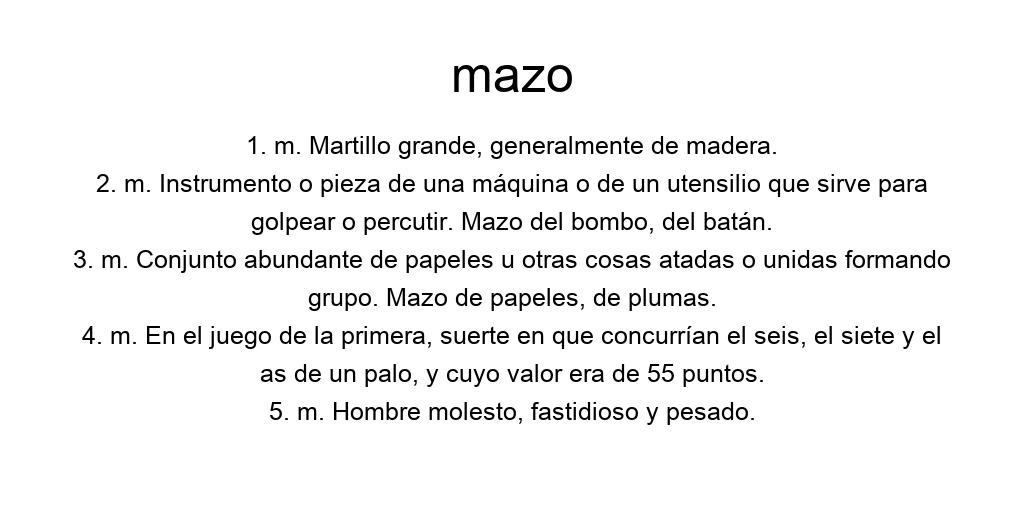 mazo
1. m. Martillo grande, generalmente de madera.
2. m. Instrumento o pieza de una máquina o de un utensilio que sirve para
golpear o percutir. Mazo del bombo, del batán.
3. m. Conjunto abundante de papeles u otras cosas atadas o unidas formando
grupo. Mazo de papeles, de plumas.
4. m. En el juego de la primera, suerte en que concurrían el seis, el siete y el
as de un palo, y cuyo valor era de 55 puntos.
5. m. Hombre molesto, fastidioso y pesado.